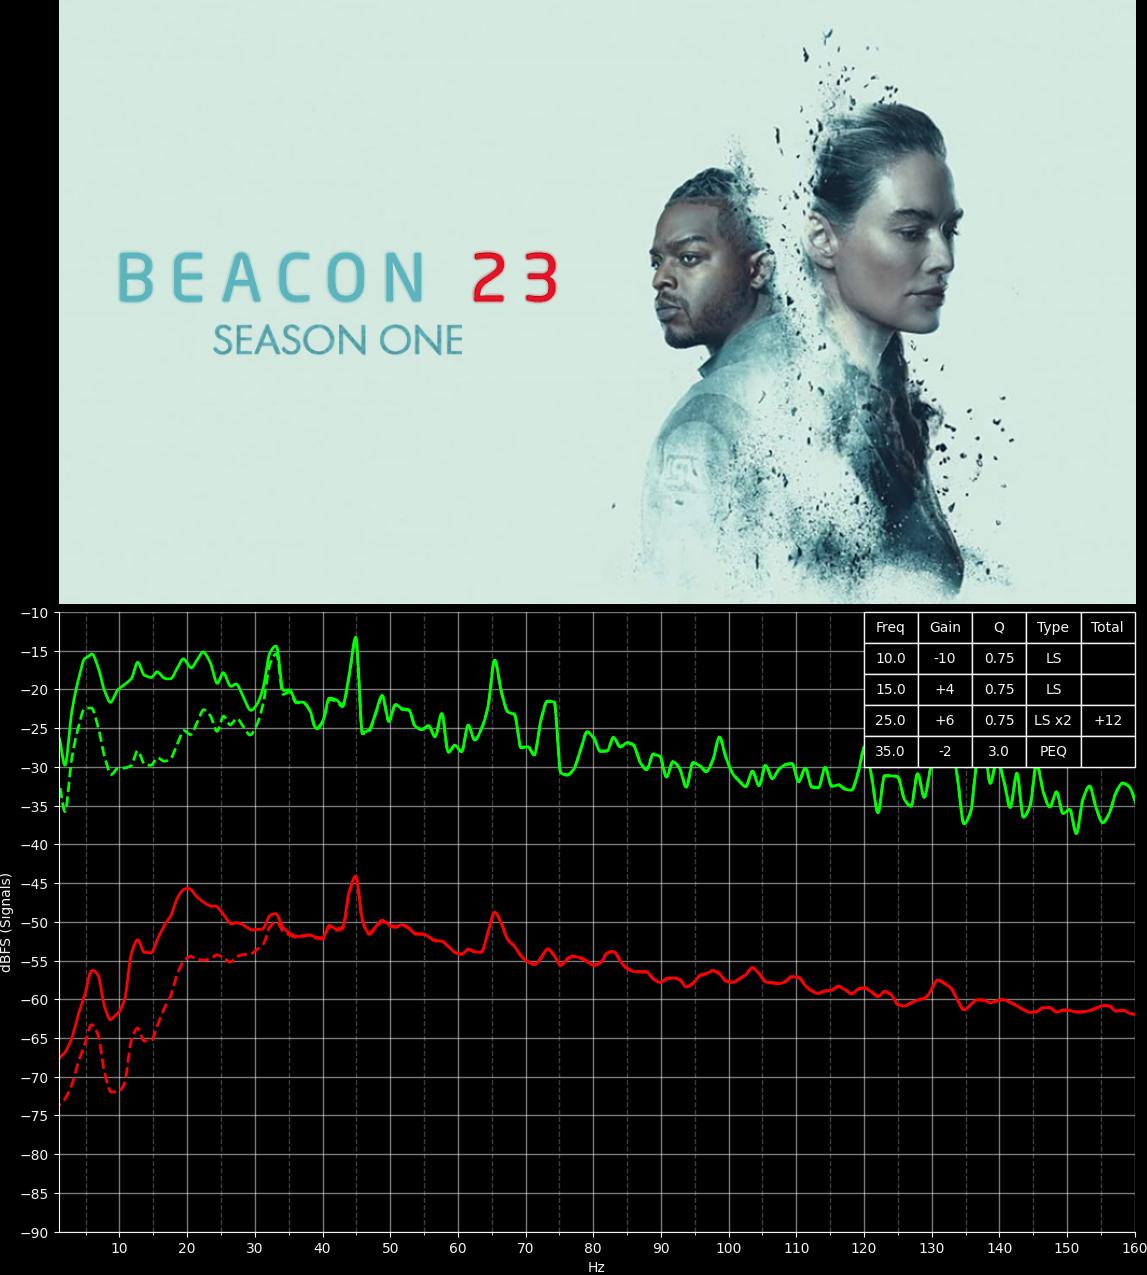 BEACON 23
SEASON ONE
Freq Gain Q Type Total
10.0 -10 0.75 LS
15.0 +4 0.75 LS
25.0 +6 0.75 LS x2 +12
35.0 -2 3.0 PEQ
−10
−15
−20
−25
−30
−35
−40
−45
−50
−55
−60
−65
−70
−75
−80
−85
−90
dBFS (Signals)
10 20 30 40 50 60 70 80 90 100 110 120 130 140 150 160
Hz